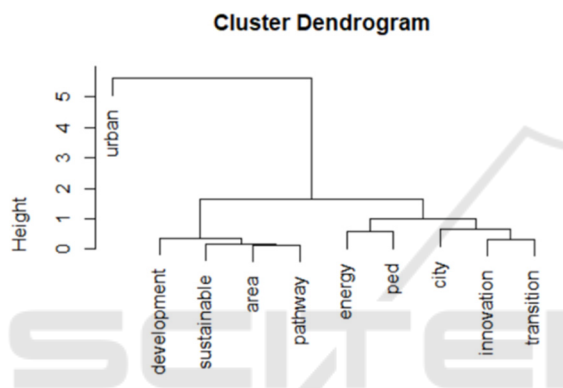 Cluster Dendrogram
Height
5
4
3
2
1
0
urban
development
sustainable
area
pathway
energy
ped
city
innovation
transition
SCITE